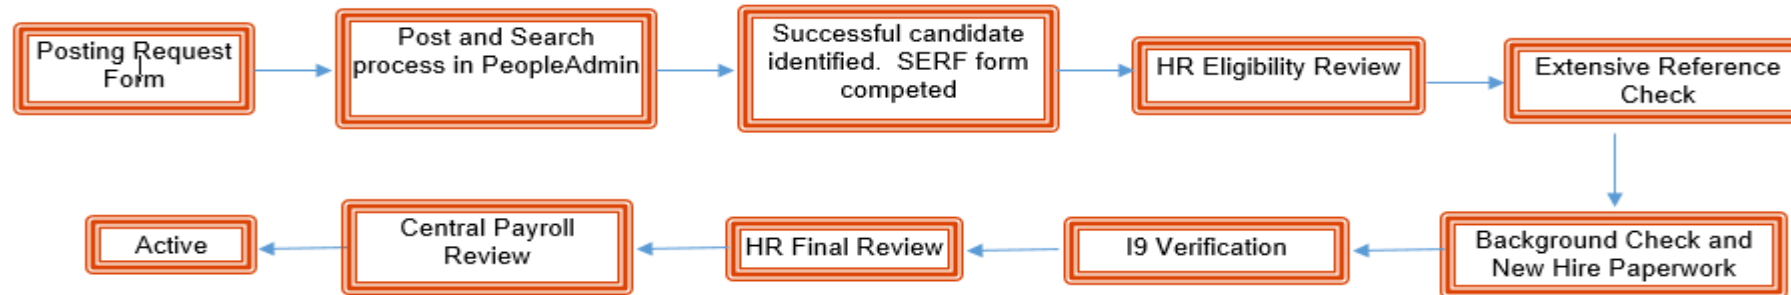 Posting Request
Form
Post and Search
process in PeopleAdmin
Successful candidate
identified.  SERF form
competed
HR Eligibility Review
Extensive Reference
Check
Background Check and
New Hire Paperwork
I9 Verification
HR Final Review
Central Payroll
Review
Active